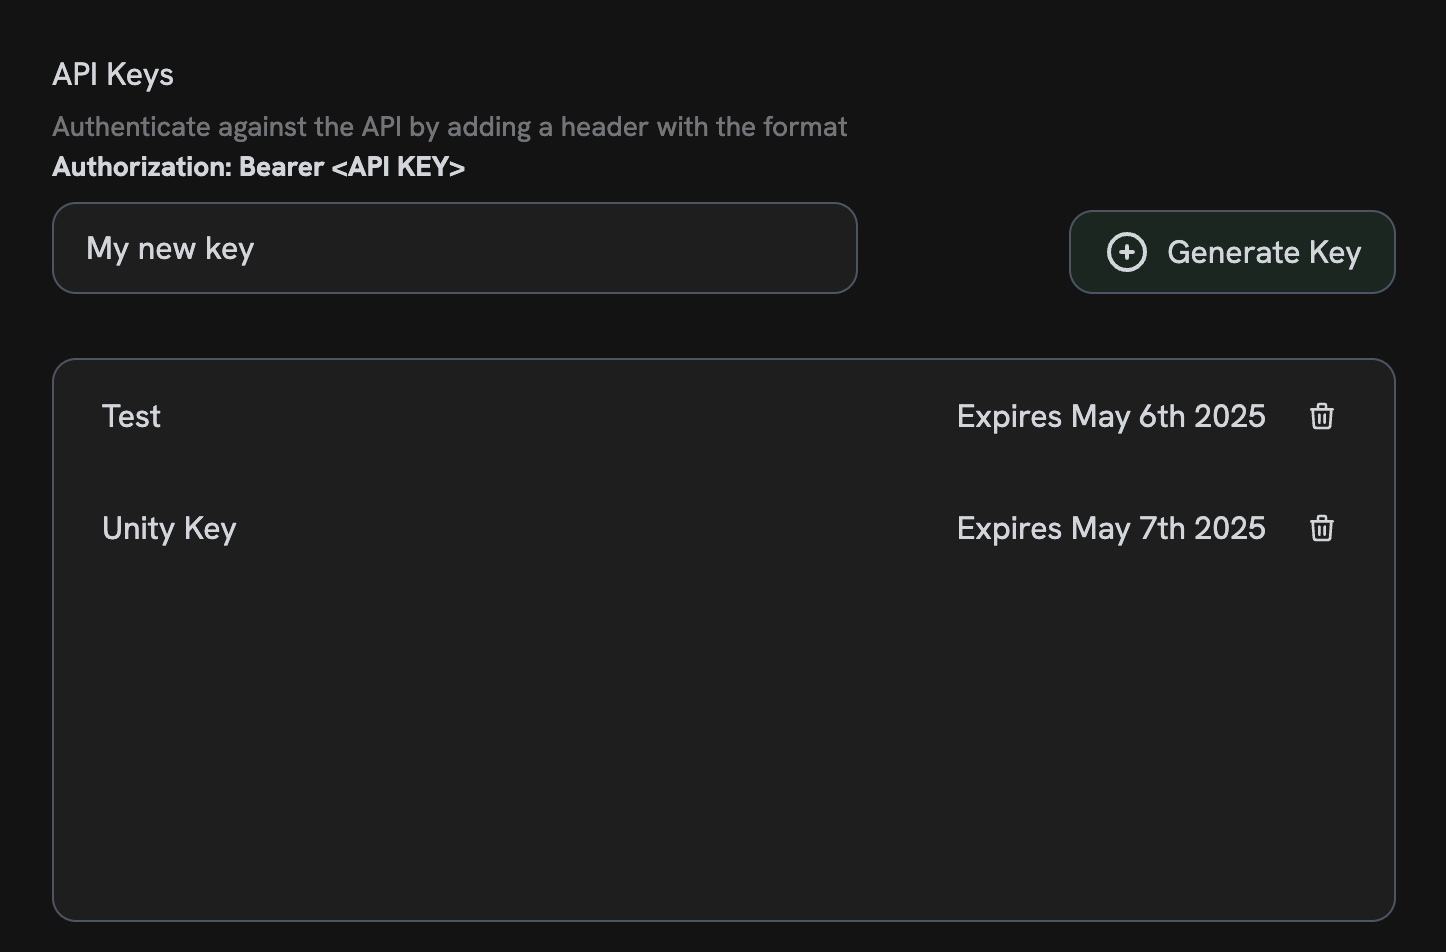 API Keys
Authenticate against the API by adding a header with the format
Authorization: Bearer <API KEY>
My new key
Generate Key
Test Expires May 6th 2025
Unity Key Expires May 7th 2025